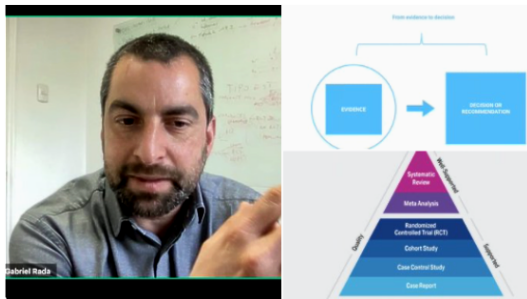 Gabriel Rada
From evidence to decision
EVIDENCE
DECISION OR
RECOMMENDATION
Systematic
Review
Meta Analysis
Randomized
Controlled Trial (RCT)
Cohort Study
Case Control Study
Case Report
Quality
Well-Supported
Supported